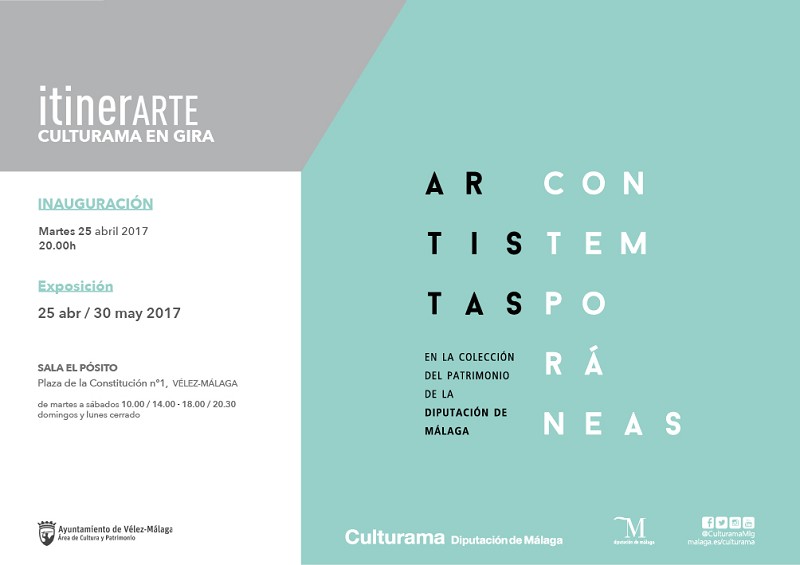 itinerARTE
CULTURAMA EN GIRA
INAUGURACIÓN
Martes 25 abril 2017
20.00h
Exposición
25 abr / 30 may 2017
SALA EL PÓSITO
Plaza de la Constitución nº1, VÉLEZ-MÁLAGA
de martes a sábados 10.00 / 14.00 - 18.00 / 20.30
domingos y lunes cerrado
Ayuntamiento de Vélez-Málaga
Área de Cultura y Patrimonio
AR
TIS
TAS
CON
TEM
PO
RÁ
NEAS
EN LA COLECCIÓN
DEL PATRIMONIO
DE LA
DIPUTACIÓN DE
MÁLAGA
Culturama Diputación de Málaga
M
diputación de málaga
@CulturamaMlg
malaga.es/culturama